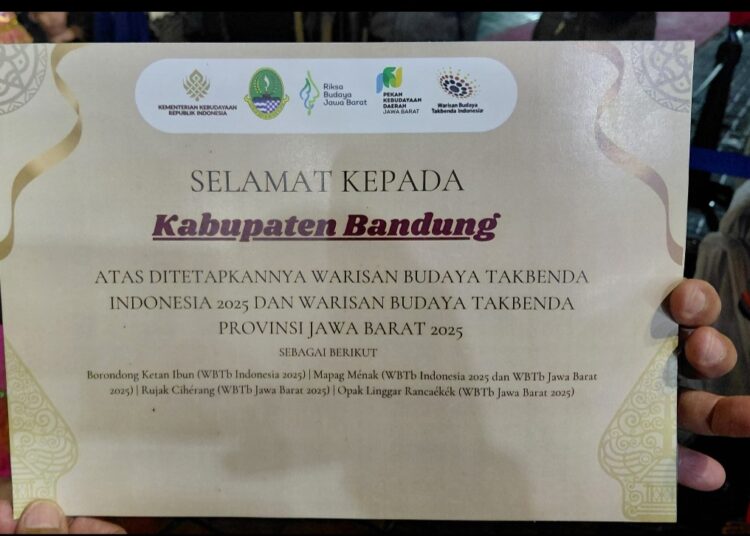 KEMENTERIAN KEBUDAYAAN
REPUBLIK INDONESIA
Riksa
Budaya
Jawa Barat
PEKAN
KEBUDAYAAN
DAERAH
JAWA BARAT
Warisan Budaya
Takbenda Indonesia
SELAMAT KEPADA
Kabupaten Bandung
ATAS DITETAPKANNYA WARISAN BUDAYA TAKBENDA
INDONESIA 2025 DAN WARISAN BUDAYA TAKBENDA
PROVINSI JAWA BARAT 2025
SEBAGAI BERIKUT
Borondong Ketan Ibun (WBTb Indonesia 2025) | Mapag Ménak (WBTb Indonesia 2025 dan WBTb Jawa Barat
2025) | Rujak Cihérang (WBTb Jawa Barat 2025) | Opak Linggar Rancaékék (WBTb Jawa Barat 2025)